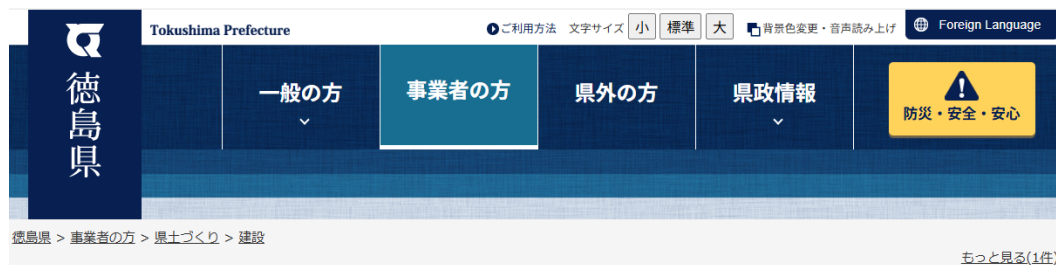 徳島県
Tokushima Prefecture
ご利用方法 文字サイズ 小 標準 大 背景色変更・音声読み上げ Foreign Language
一般の方 事業者の方 県外の方 県政情報
防災・安全・安心
徳島県 > 事業者の方 > 県土づくり > 建設
もっと見る(1件)